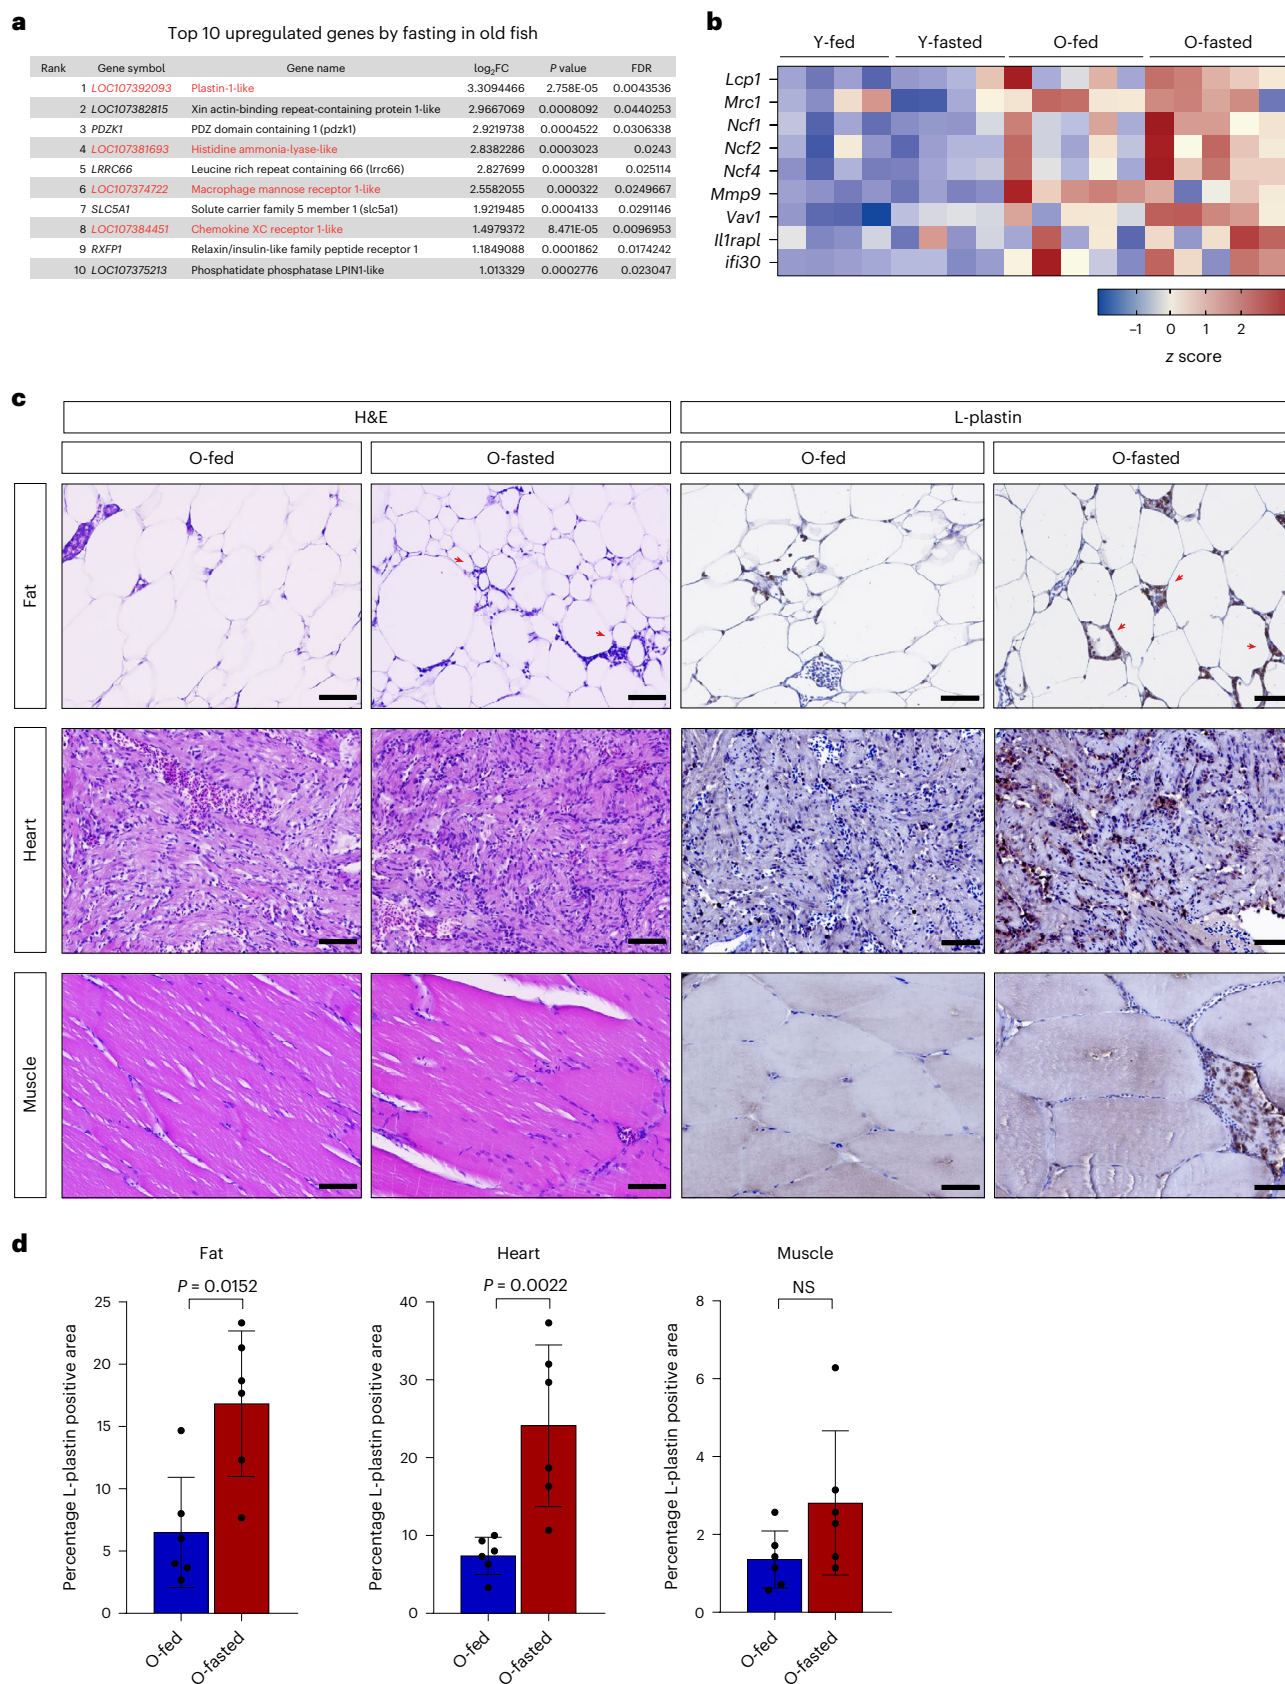 a
Top 10 upregulated genes by fasting in old fish
Rank Gene symbol Gene name log2FC P value FDR
1 LOC107392093 Plastin-1-like 3.3094466 2.758E-05 0.0043536
2 LOC107382815 Xin actin-binding repeat-containing protein 1-like 2.9667069 0.0008092 0.0440253
3 PDZK1 PDZ domain containing 1 (pdzk1) 2.9219738 0.0004522 0.0306338
4 LOC107381693 Histidine ammonia-lyase-like 2.8382286 0.0003023 0.0243
5 LRRC66 Leucine rich repeat containing 66 (lrrc66) 2.827699 0.0003281 0.025114
6 LOC107374722 Macrophage mannose receptor 1-like 2.5582055 0.000322 0.0249667
7 SLC5A1 Solute carrier family 5 member 1 (slc5a1) 1.9219485 0.0004133 0.0291146
8 LOC107384451 Chemokine XC receptor 1-like 1.4979372 8.471E-05 0.0096953
9 RXFP1 Relaxin/insulin-like family peptide receptor 1 1.1849088 0.0001862 0.0174242
10 LOC107375213 Phosphatidate phosphatase LPIN1-like 1.013329 0.0002776 0.023047
b
Y-fed Y-fasted O-fed O-fasted
Lcp1
Mrc1
Ncf1
Ncf2
Ncf4
Mmp9
Vav1
Il1rapl
ifi30
–1 0 1 2
z score
c
H&E L-plastin
O-fed O-fasted O-fed O-fasted
Fat
Heart
Muscle
d
Fat
P = 0.0152
Percentage L-plastin positive area
25
20
15
10
5
0
O-fed O-fasted
Heart
P = 0.0022
Percentage L-plastin positive area
40
30
20
10
0
O-fed O-fasted
Muscle
NS
Percentage L-plastin positive area
8
6
4
2
0
O-fed O-fasted